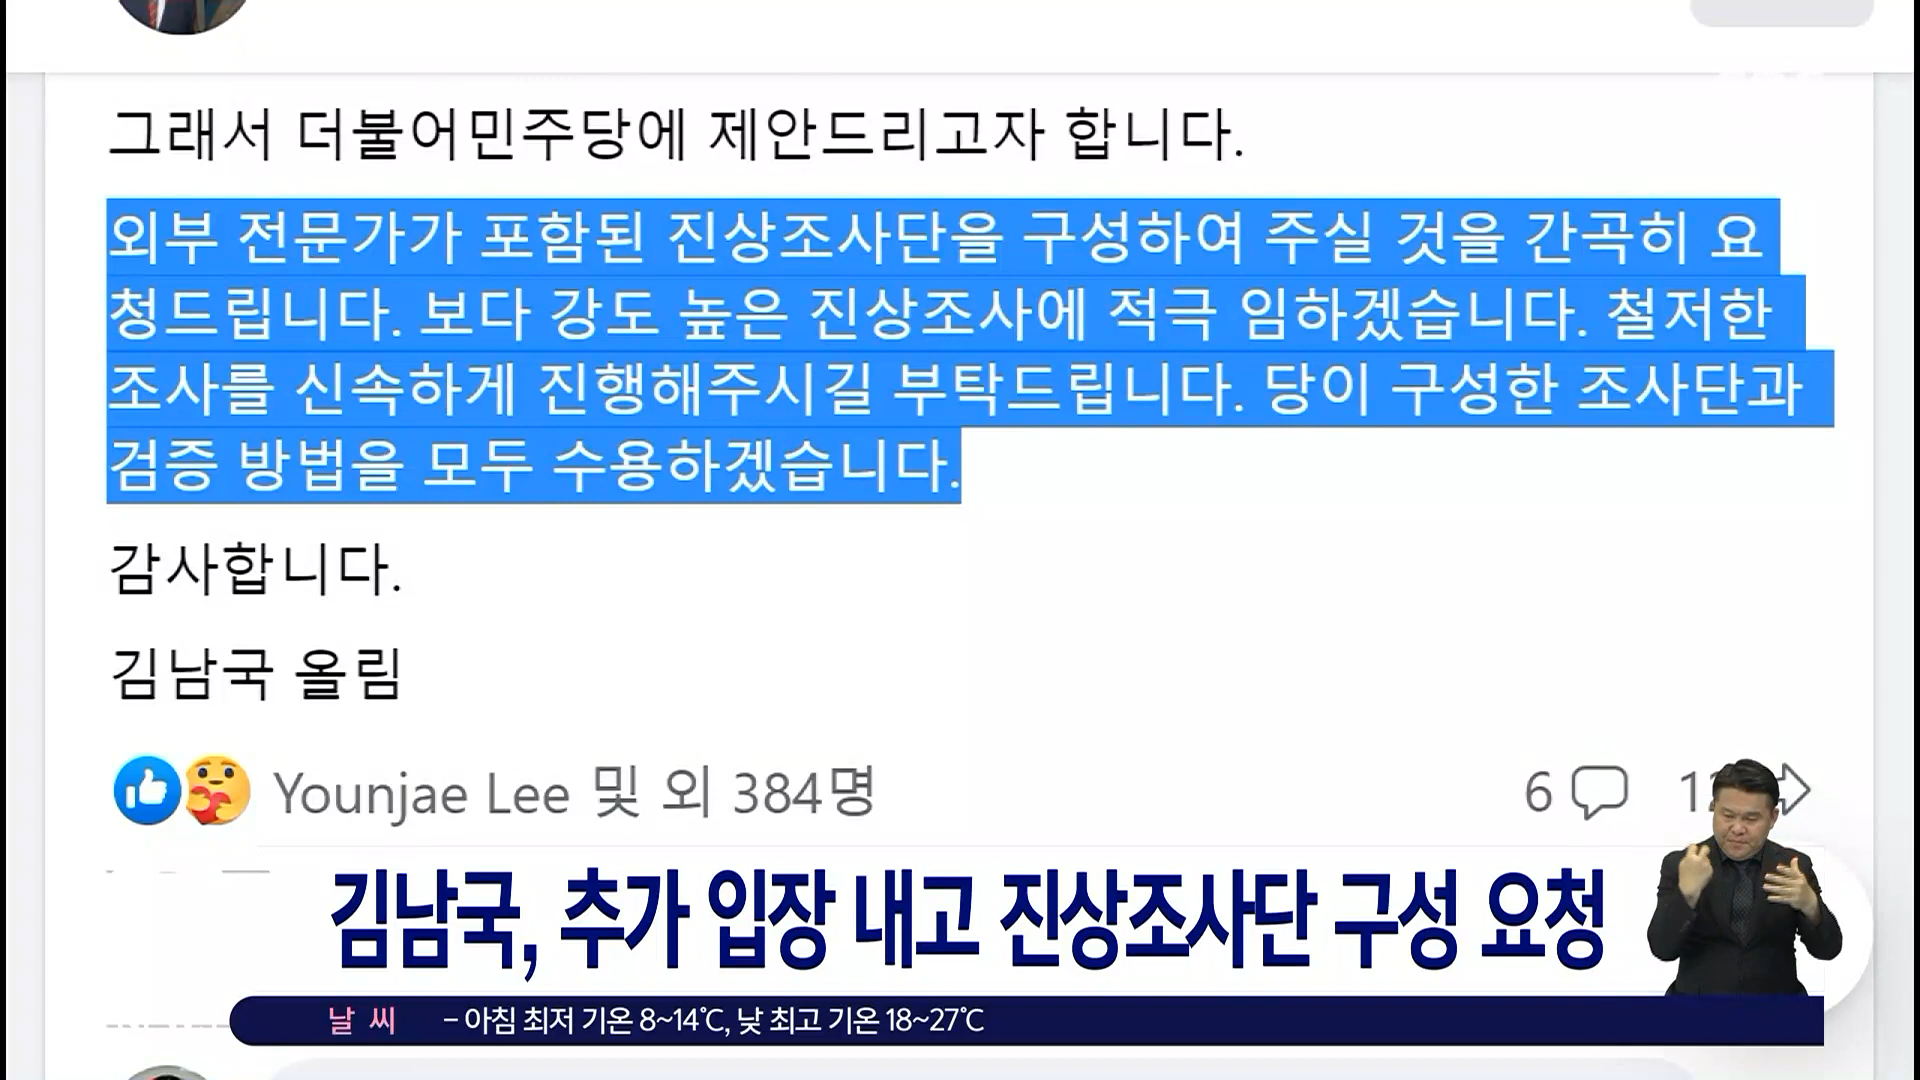 그래서 더불어민주당에 제안드리고자 합니다.
외부 전문가가 포함된 진상조사단을 구성하여 주실 것을 간곡히 요
청드립니다. 보다 강도 높은 진상조사에 적극 임하겠습니다. 철저한
조사를 신속하게 진행해주시길 부탁드립니다. 당이 구성한 조사단과
검증 방법을 모두 수용하겠습니다.
감사합니다.
김남국 올림
Younjae Lee 및 외 384명
6
김남국, 추가 입장 내고 진상조사단 구성 요청
날 씨 – 아침 최저 기온 8~14℃, 낮 최고 기온 18~27℃